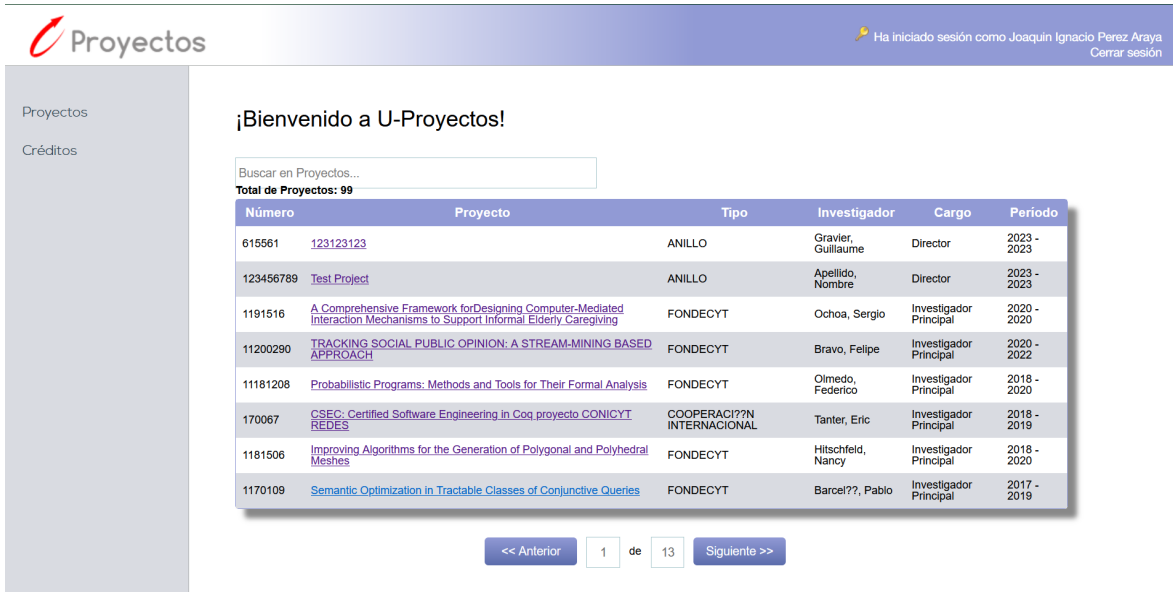 Proyectos
Ha iniciado sesión como Joaquin Ignacio Perez Araya
Cerrar sesión
Proyectos
Créditos
¡Bienvenido a U-Proyectos!
Buscar en Proyectos...
Total de Proyectos: 99
Número Proyecto Tipo Investigador Cargo Período
615561 123123123 ANILLO Gravier, Guillaume Director 2023 - 2023
123456789 Test Project ANILLO Apellido, Nombre Director 2023 - 2023
1191516 A Comprehensive Framework forDesigning Computer-Mediated Interaction Mechanisms to Support Informal Elderly Caregiving FONDECYT Ochoa, Sergio Investigador Principal 2020 - 2020
11200290 TRACKING SOCIAL PUBLIC OPINION: A STREAM-MINING BASED APPROACH FONDECYT Bravo, Felipe Investigador Principal 2020 - 2022
11181208 Probabilistic Programs: Methods and Tools for Their Formal Analysis FONDECYT Olmedo, Federico Investigador Principal 2018 - 2020
170067 CSEC: Certified Software Engineering in Coq proyecto CONICYT REDES COOPERACI??N INTERNACIONAL Tanter, Eric Investigador Principal 2018 - 2019
1181506 Improving Algorithms for the Generation of Polygonal and Polyhedral Meshes FONDECYT Hitschfeld, Nancy Investigador Principal 2018 - 2020
1170109 Semantic Optimization in Tractable Classes of Conjunctive Queries FONDECYT Barcel??, Pablo Investigador Principal 2017 - 2019
<< Anterior 1 de 13 Siguiente >>